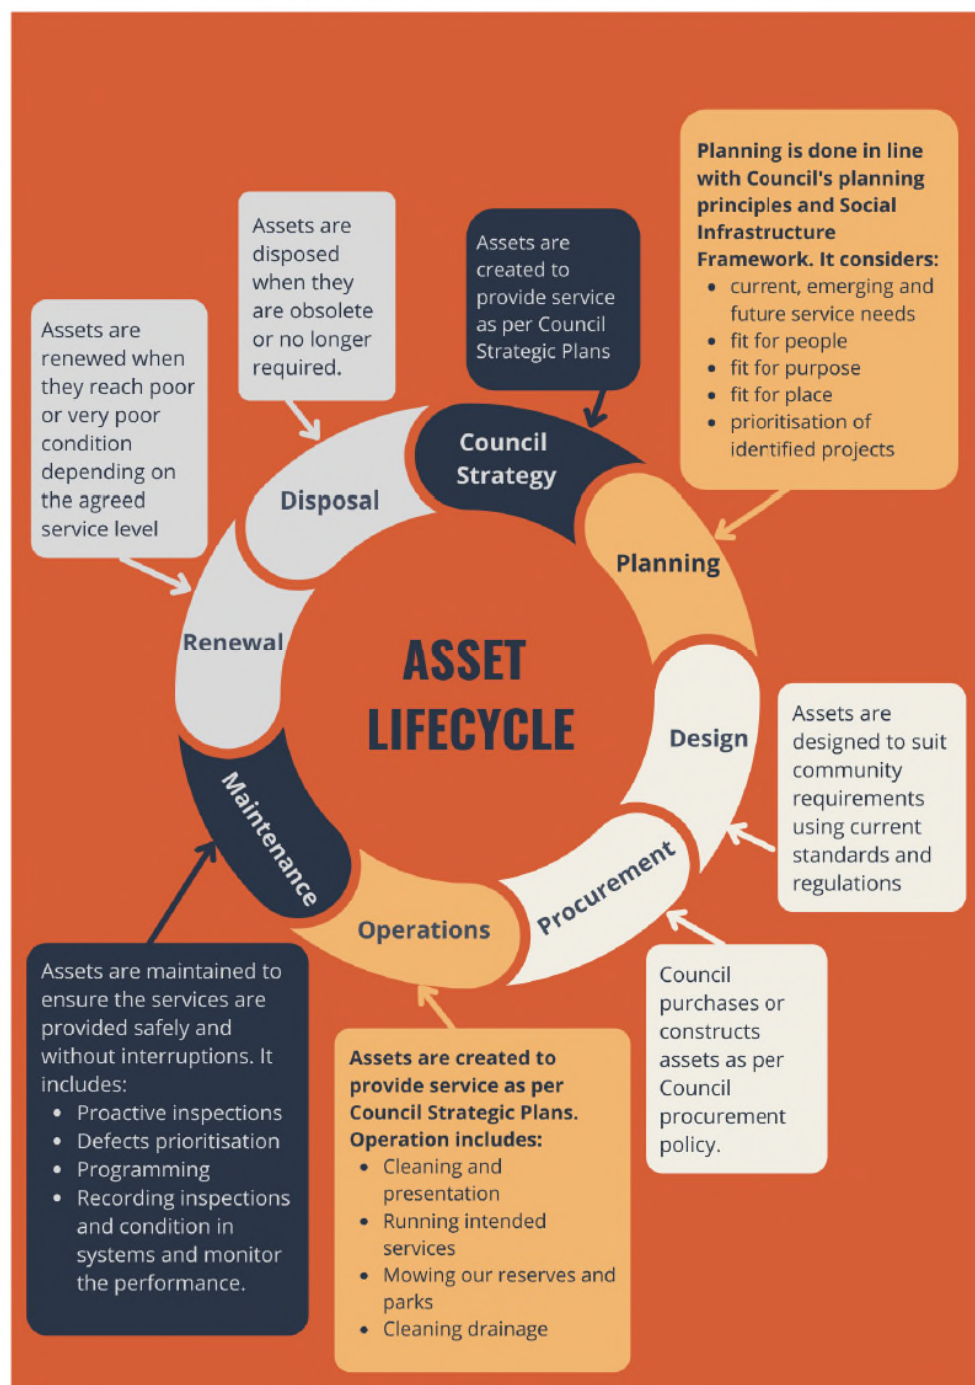 Planning is done in line
with Council's planning
principles and Social
Infrastructure
Framework. It considers:
• current, emerging and
future service needs
• fit for people
• fit for purpose
• fit for place
• prioritisation of
identified projects
Assets are
disposed
when they
are obsolete
or no longer
required.
Assets are
created to
provide service
as per Council
Strategic Plans
Assets are
renewed when
they reach poor
or very poor
condition
depending on
the agreed
service level
Council
Strategy
Disposal
Planning
Renewal
ASSET
LIFECYCLE
Design
Assets are
designed to suit
community
requirements
using current
standards and
regulations
Maintenance
Procurement
Operations
Assets are maintained to
ensure the services are
provided safely and
without interruptions. It
includes:
• Proactive inspections
• Defects prioritisation
• Programming
• Recording inspections
and condition in
systems and monitor
the performance.
Assets are created to
provide service as per
Council Strategic Plans.
Operation includes:
• Cleaning and
presentation
• Running intended
services
• Mowing our reserves and
parks
• Cleaning drainage
Council
purchases or
constructs
assets as per
Council
procurement
policy.